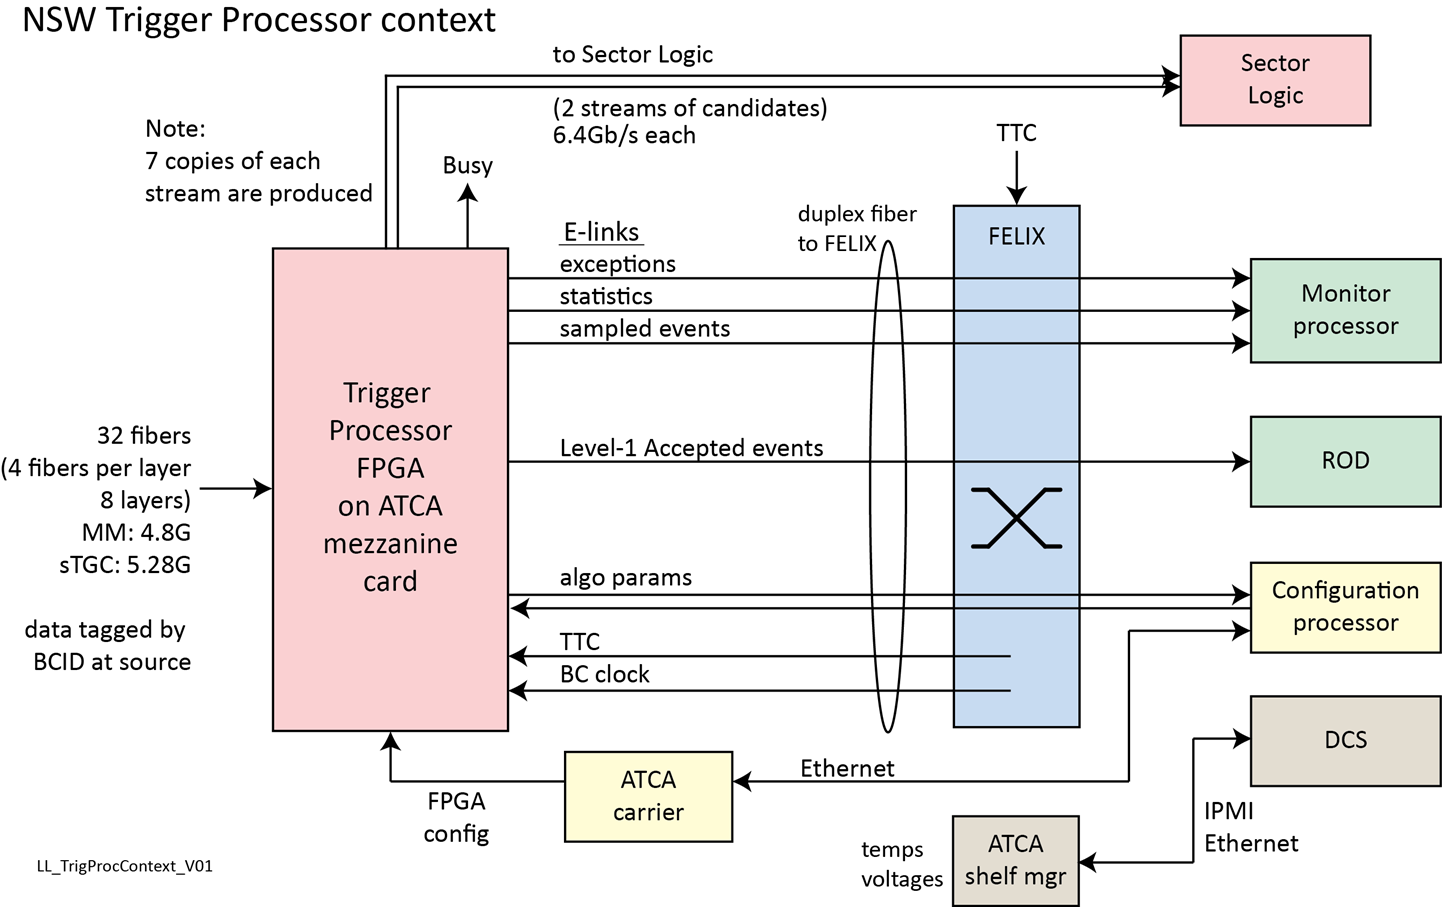 NSW Trigger Processor context
to Sector Logic
(2 streams of candidates)
6.4Gb/s each
Sector
Logic
Note:
7 copies of each
stream are produced
Busy
TTC
duplex fiber
to FELIX
FELIX
E-links
exceptions
statistics
sampled events
Monitor
processor
Trigger
Processor
FPGA
on ATCA
mezzanine
card
32 fibers
(4 fibers per layer
8 layers)
MM: 4.8G
sTGC: 5.28G
data tagged by
BCID at source
Level-1 Accepted events
ROD
algo params
Configuration
processor
TTC
BC clock
DCS
Ethernet
ATCA
carrier
FPGA
config
IPMI
Ethernet
temps
voltages
ATCA
shelf mgr
LL_TrigProcContext_V01